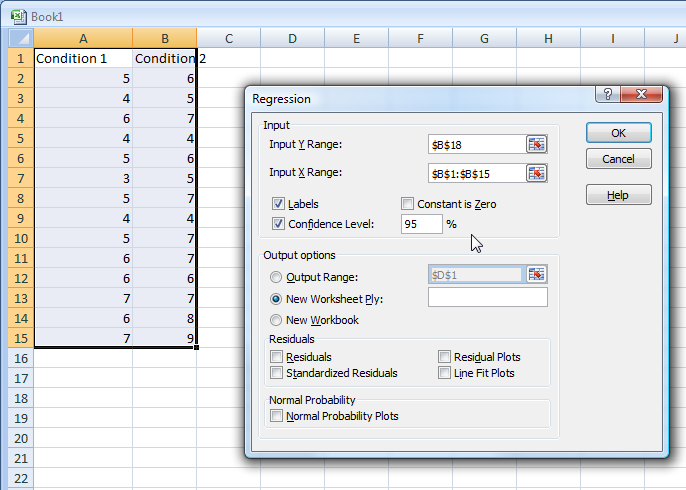 Book1
A B C D E F G H I J
1 Condition 1 Condition 2
2 5 6
3 4 5
4 6 7
5 4 4
6 5 6
7 3 5
8 5 7
9 4 4
10 5 7
11 6 7
12 6 6
13 7 7
14 6 8
15 7 9
16
17
18
19
20
21
22
Regression
?
Input
Input Y Range: $B$18
Input X Range: $B$1:$B$15
Labels Constant is Zero
Confidence Level: 95 %
OK
Cancel
Help
Output options
Output Range: $D$1
New Worksheet Ply:
New Workbook
Residuals
Residuals Residual Plots
Standardized Residuals Line Fit Plots
Normal Probability
Normal Probability Plots